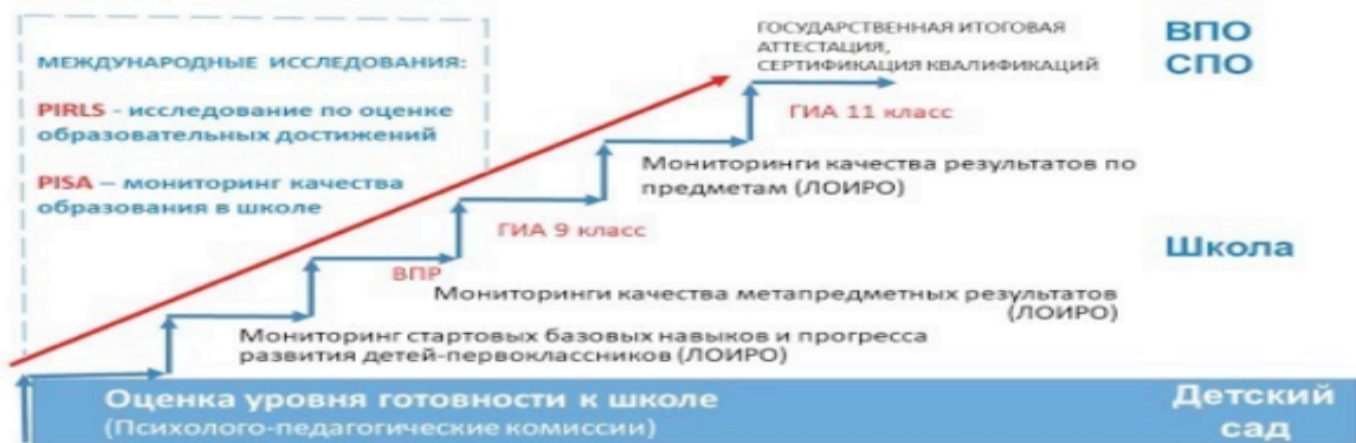 МЕЖДУНАРОДНЫЕ ИССЛЕДОВАНИЯ:
PIRLS - исследование по оценке
образовательных достижений
PISA – мониторинг качества
образования в школе
ГОСУДАРСТВЕННАЯ ИТОГОВАЯ
АТТЕСТАЦИЯ,
СЕРТИФИКАЦИЯ КВАЛИФИКАЦИЙ
ВПО
СПО
ГИА 11 класс
Мониторинги качества результатов по
предметам (ЛОИРО)
ГИА 9 класс
Школа
ВПР
Мониторинги качества метапредметных результатов
(ЛОИРО)
Мониторинг стартовых базовых навыков и прогресса
развития детей-первоклассников (ЛОИРО)
Оценка уровня готовности к школе
(Психолого-педагогические комиссии)
Детский
сад